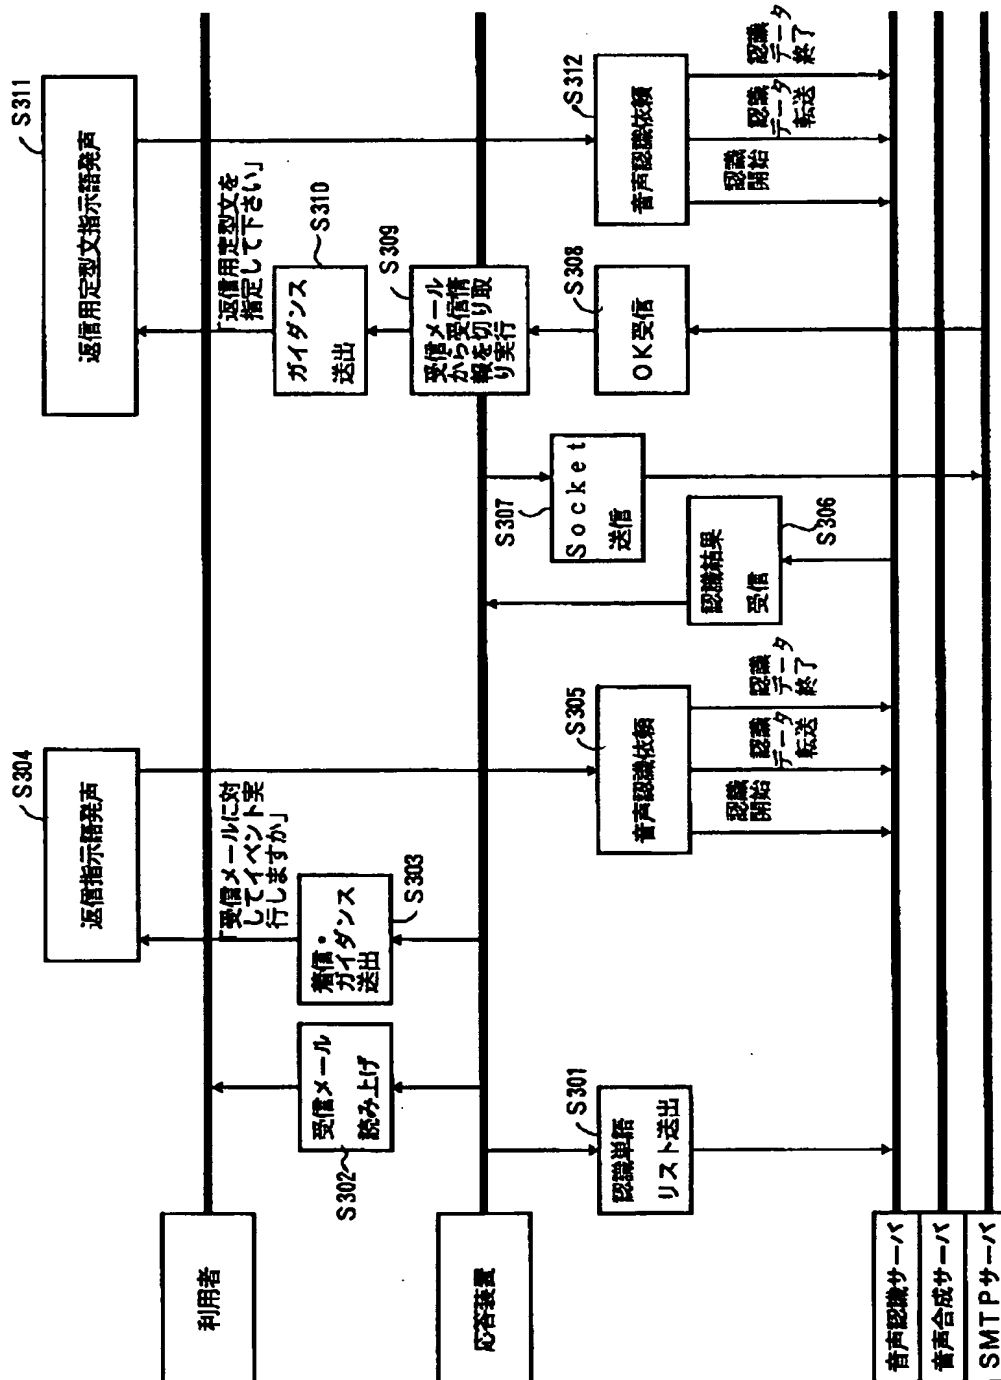 利用者
応答装置
音声認識サーバ
音声合成サーバ
SMTPサーバ
S301
認識単語
リスト送出
S302
受信メール
読み上げ
S303
着信・
ガイダンス
送出
「受信メールに対
してイベント実
行しますか」
S304
返信指示語発声
S305
音声認識依頼
認識
開始
認識
データ
転送
認識
データ
終了
S306
認識結果
受信
S307
Socket
送信
S308
OK受信
S309
受信メール
から受信情
報を切り取
り実行
S310
ガイダンス
送出
「返信用定型文を
指定して下さい」
S311
返信用定型文指示語発声
S312
音声認識依頼
認識
開始
認識
データ
転送
認識
データ
終了